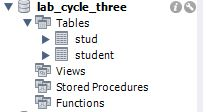 lab_cycle_three
Tables
stud
student
Views
Stored Procedures
Functions